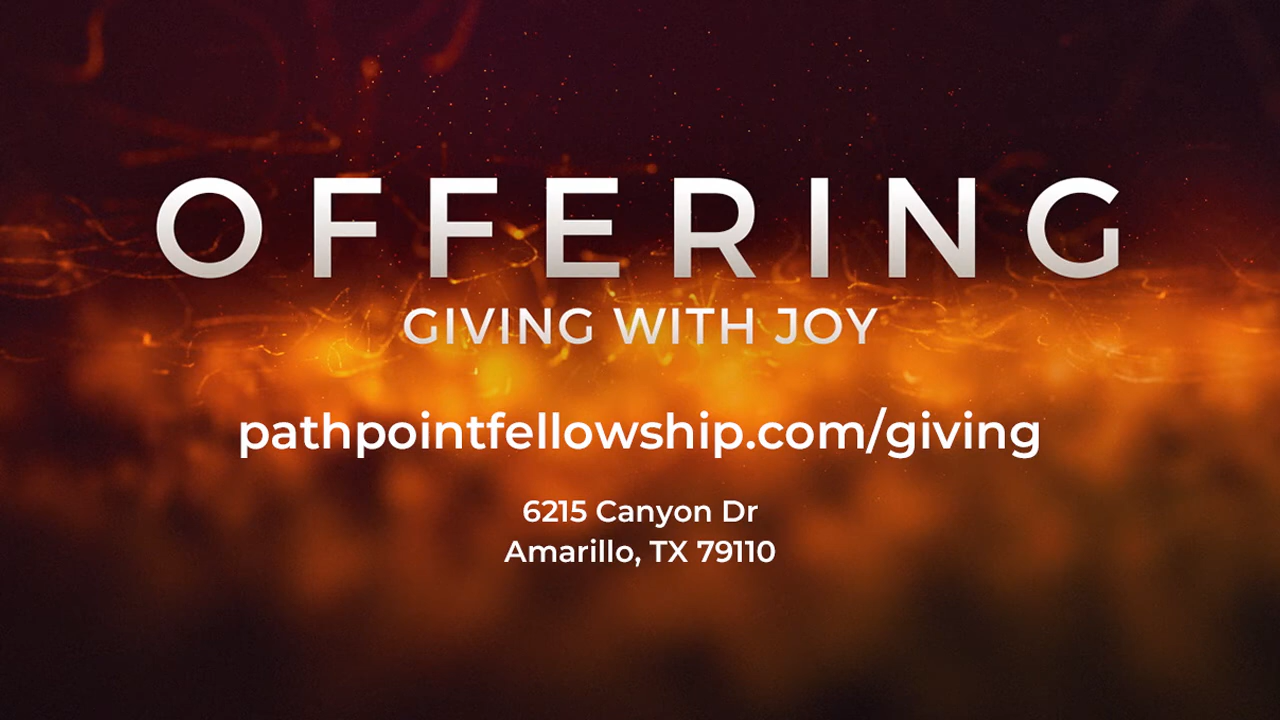 OFFERING
GIVING WITH JOY
pathpointfellowship.com/giving
6215 Canyon Dr
Amarillo, TX 79110